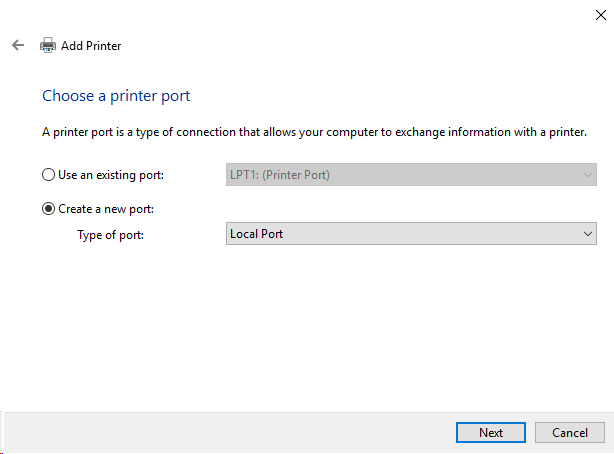 Add Printer
Choose a printer port
A printer port is a type of connection that allows your computer to exchange information with a printer.
Use an existing port: LPT1: (Printer Port)
Create a new port:
Type of port: Local Port
Next Cancel